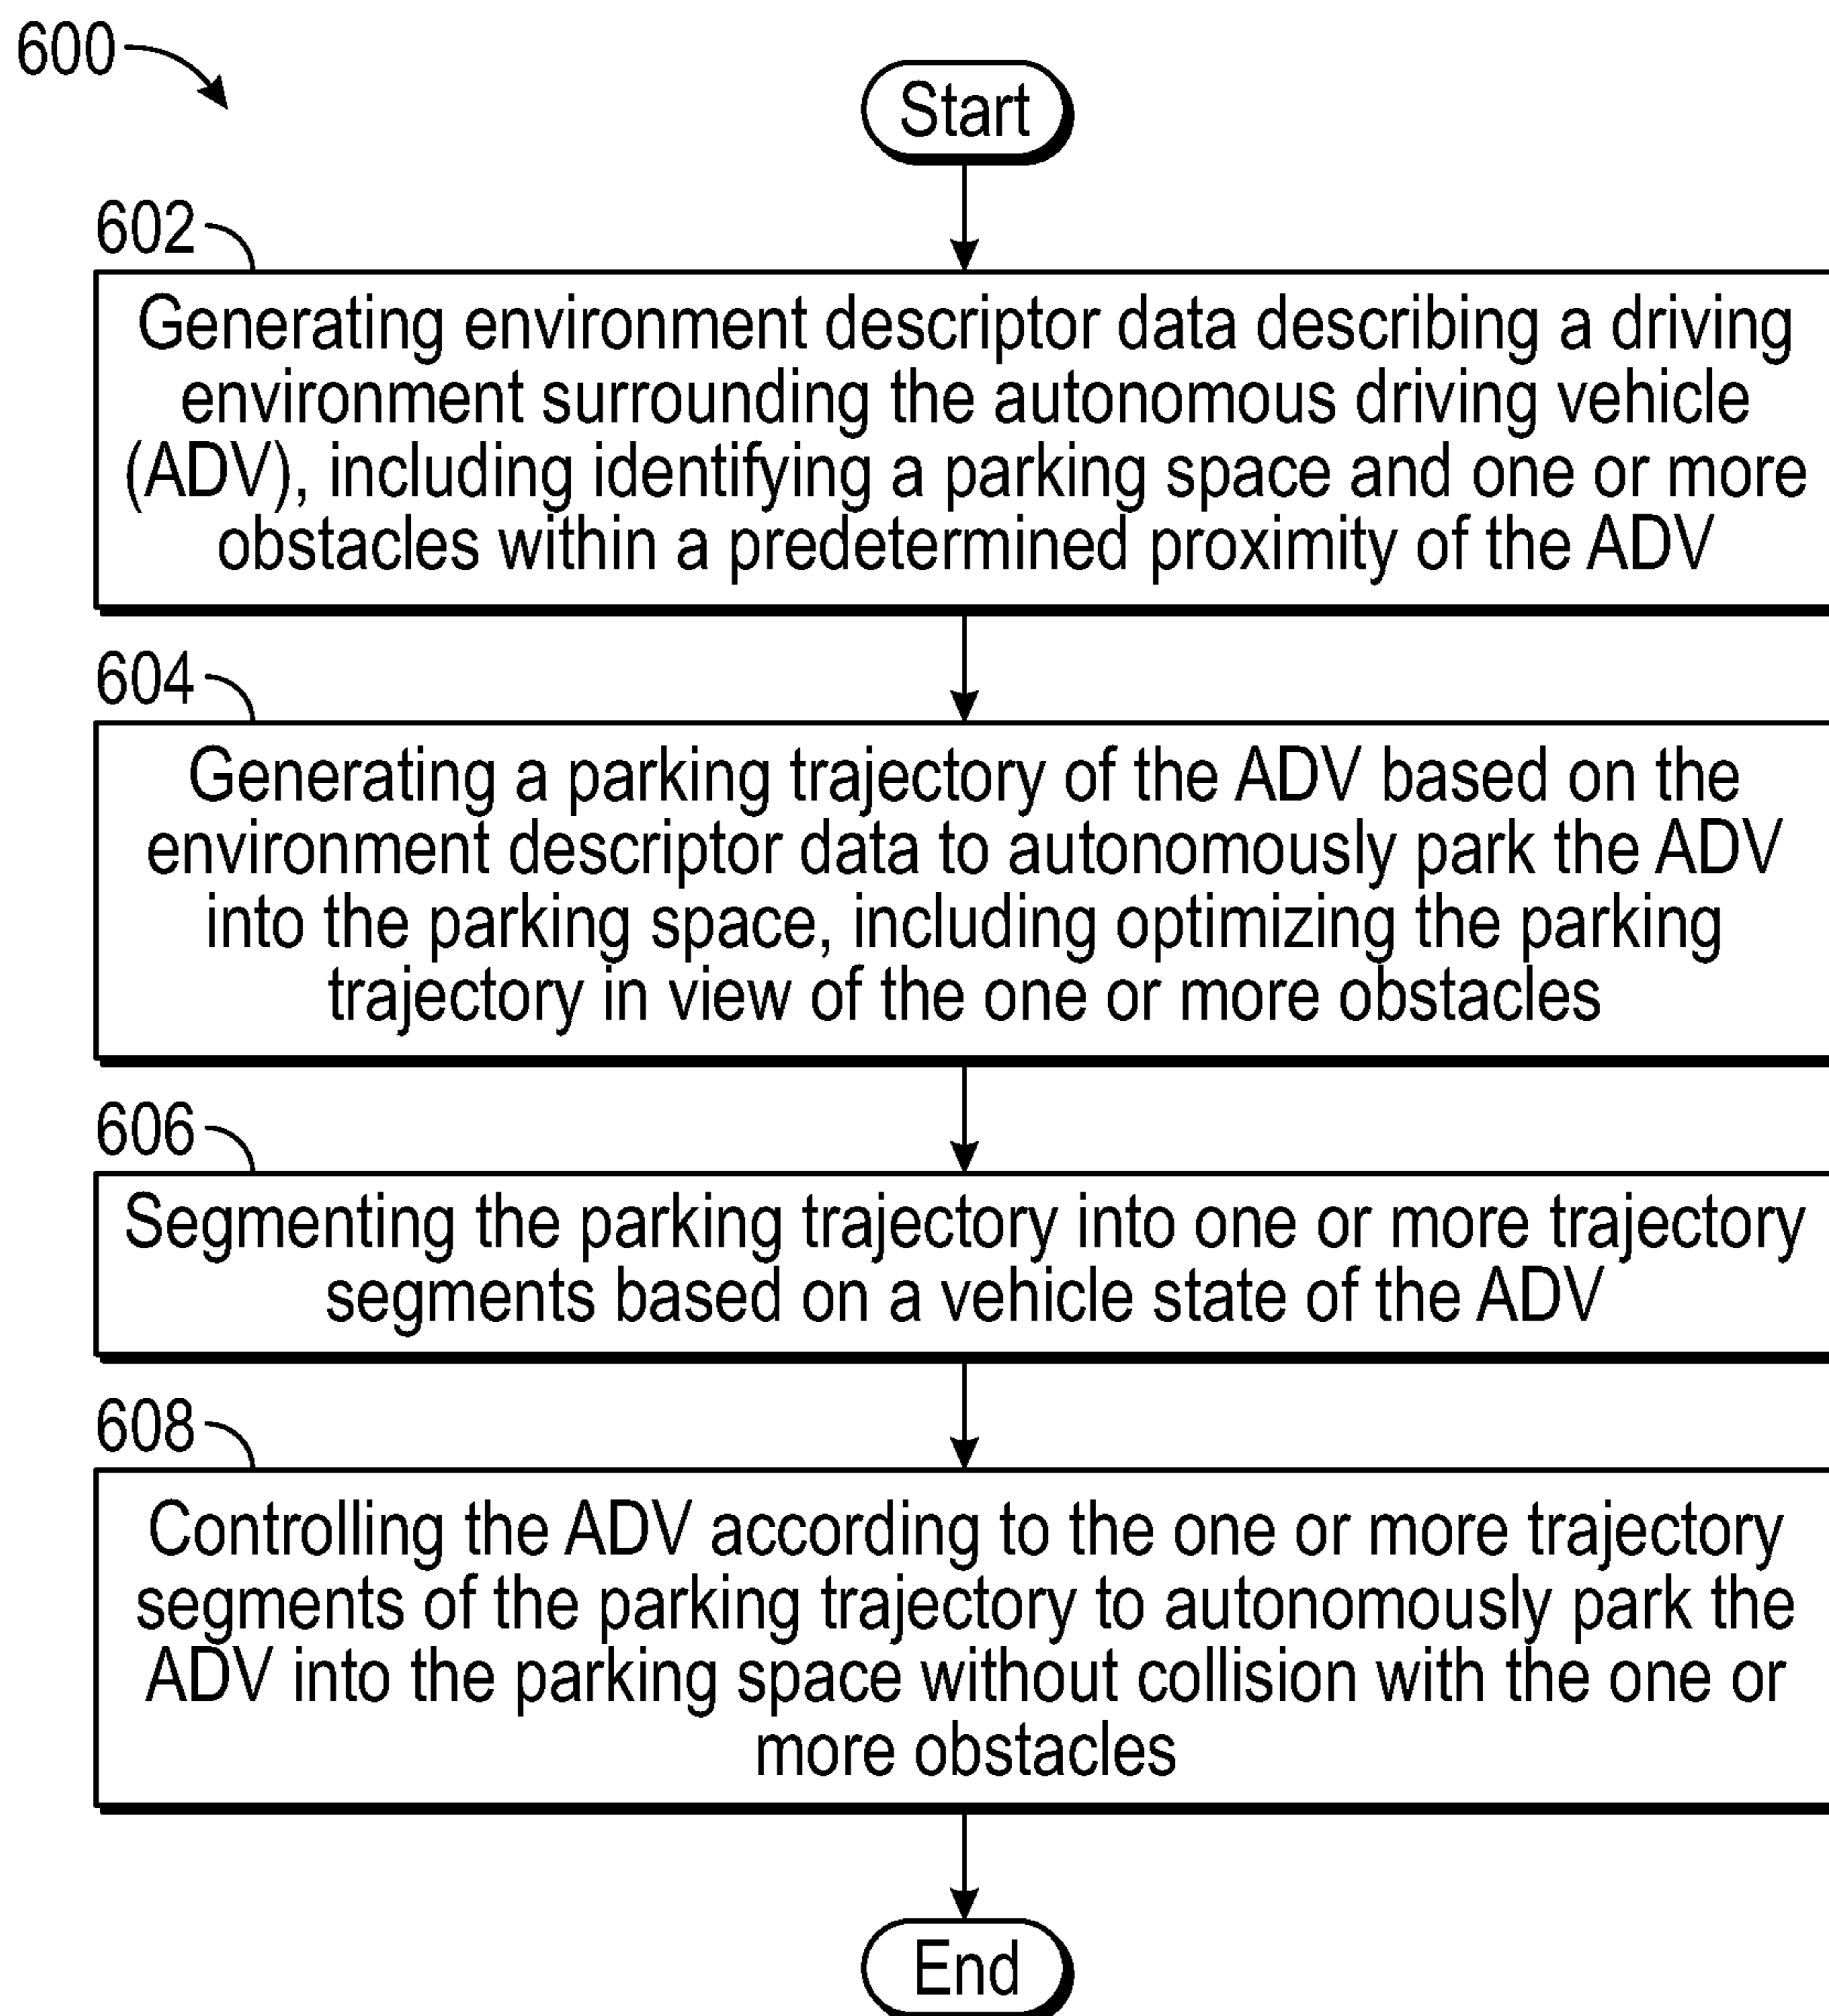 600
Start
602
Generating environment descriptor data describing a driving
environment surrounding the autonomous driving vehicle
(ADV), including identifying a parking space and one or more
obstacles within a predetermined proximity of the ADV
604
Generating a parking trajectory of the ADV based on the
environment descriptor data to autonomously park the ADV
into the parking space, including optimizing the parking
trajectory in view of the one or more obstacles
606
Segmenting the parking trajectory into one or more trajectory
segments based on a vehicle state of the ADV
608
Controlling the ADV according to the one or more trajectory
segments of the parking trajectory to autonomously park the
ADV into the parking space without collision with the one or
more obstacles
End